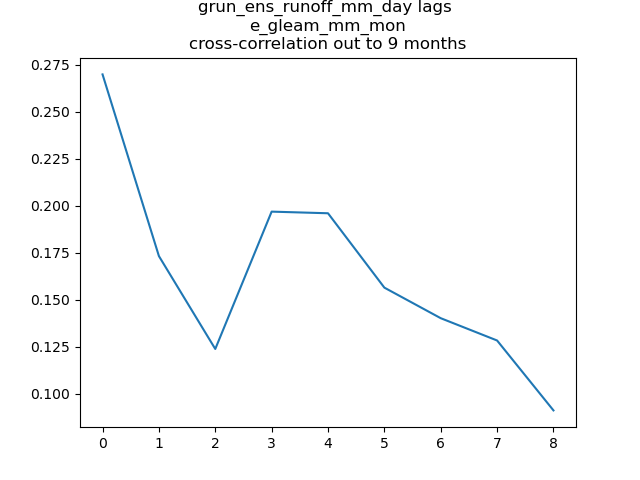 grun_ens_runoff_mm_day lags
e_gleam_mm_mon
cross-correlation out to 9 months
0.275
0.250
0.225
0.200
0.175
0.150
0.125
0.100
0 1 2 3 4 5 6 7 8